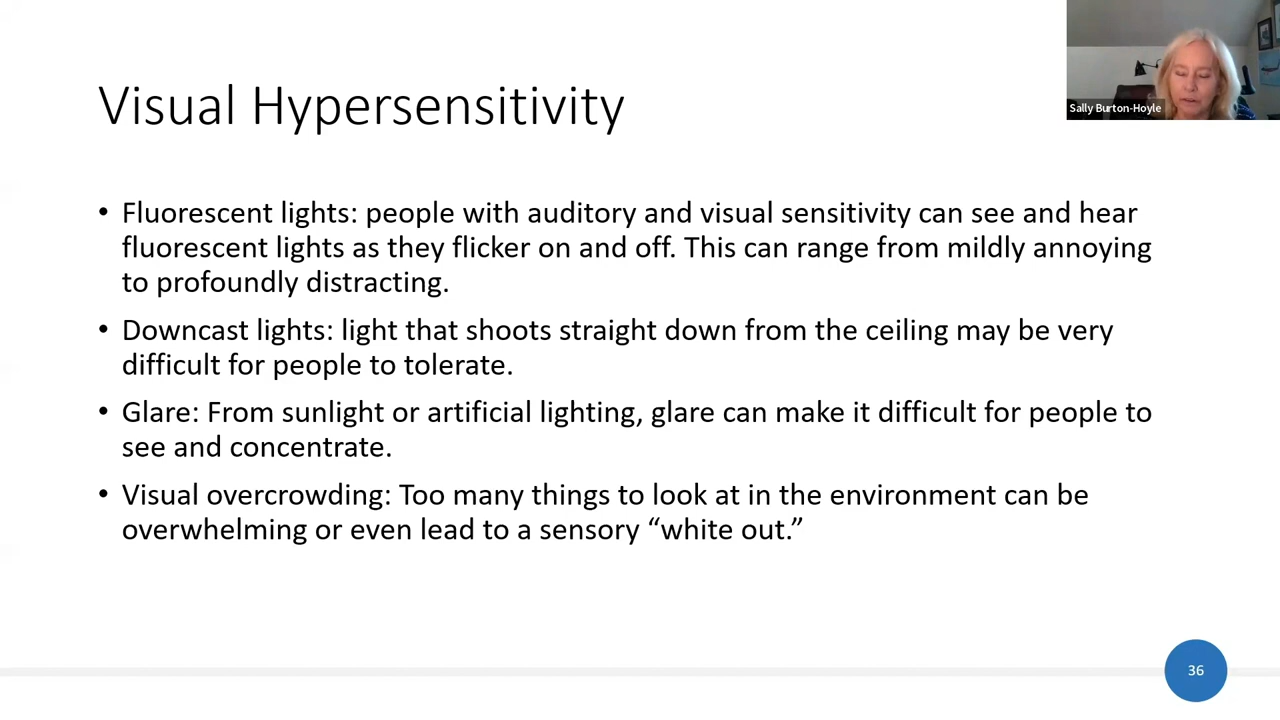 Sally Burton-Hoyle
Visual Hypersensitivity
• Fluorescent lights: people with auditory and visual sensitivity can see and hear
fluorescent lights as they flicker on and off. This can range from mildly annoying
to profoundly distracting.
• Downcast lights: light that shoots straight down from the ceiling may be very
difficult for people to tolerate.
• Glare: From sunlight or artificial lighting, glare can make it difficult for people to
see and concentrate.
• Visual overcrowding: Too many things to look at in the environment can be
overwhelming or even lead to a sensory “white out.”
36